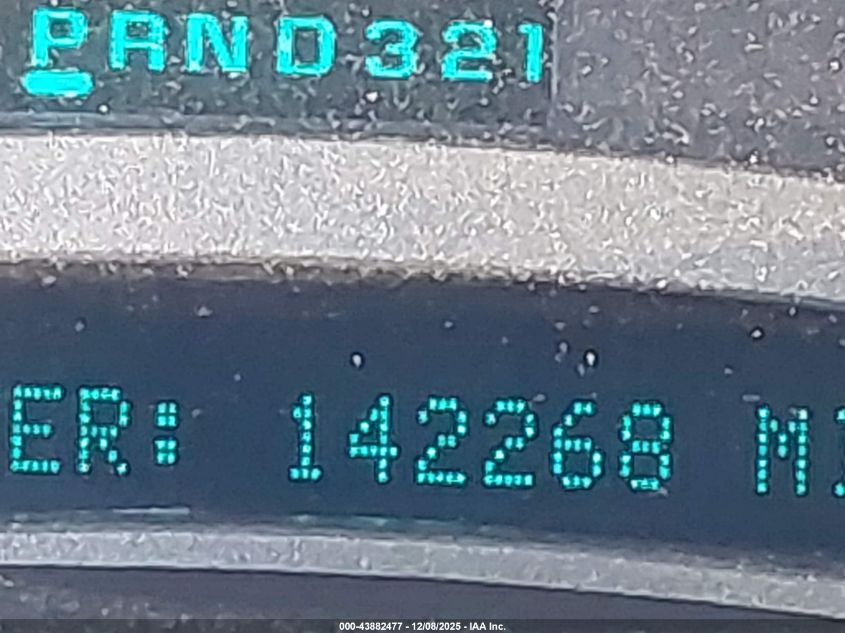 PRND321
ER: 142268 MI
000-43882477 - 12/08/2025 - IAA Inc.